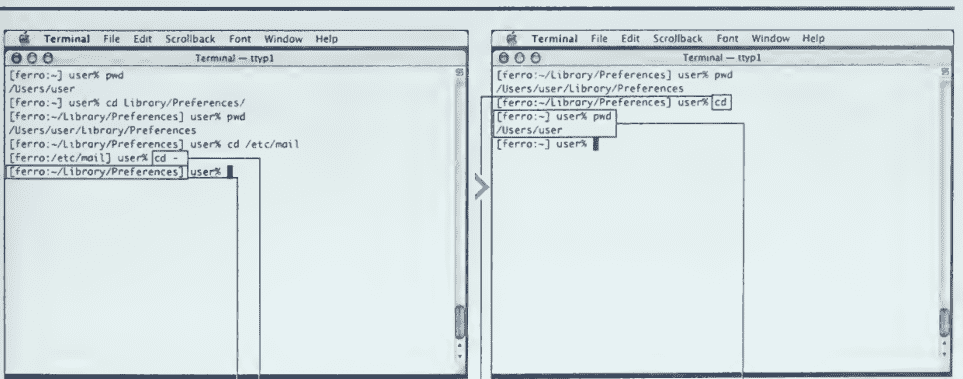 Terminal File Edit Scrollback Font Window Help
Terminal — ttyp1
[ferro:~] user% pwd
/Users/user
[ferro:~] user% cd Library/Preferences/
[ferro:~/Library/Preferences] user% pwd
/Users/user/Library/Preferences
[ferro:~/Library/Preferences] user% cd /etc/mail
[ferro:/etc/mail] user% cd -
[ferro:~/Library/Preferences] user%
Terminal File Edit Scrollback Font Window Help
Terminal — ttyp1
[ferro:~/Library/Preferences] user% pwd
/Users/user/Library/Preferences
[ferro:~/Library/Preferences] user% cd
[ferro:~] user% pwd
/Users/user
[ferro:~] user%